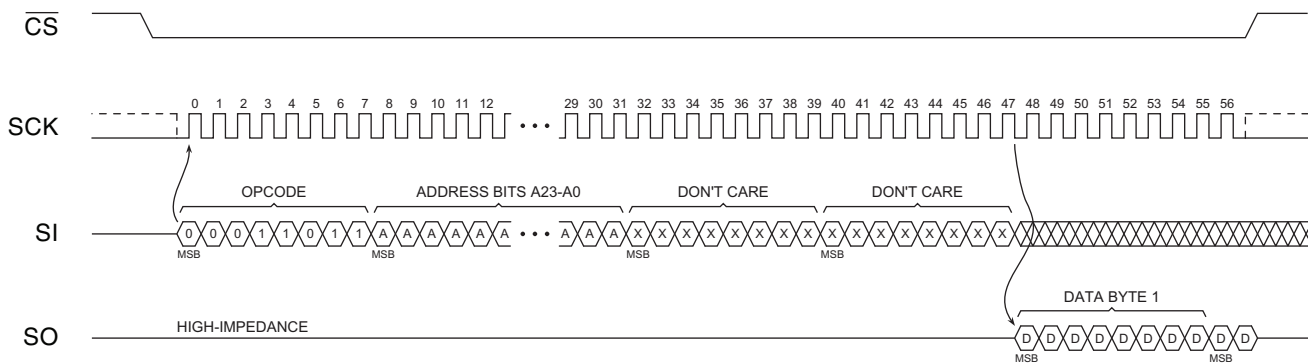 CS
0 1 2 3 4 5 6 7 8 9 10 11 12 29 30 31 32 33 34 35 36 37 38 39 40 41 42 43 44 45 46 47 48 49 50 51 52 53 54 55 56
SCK
OPCODE ADDRESS BITS A23-A0 DON'T CARE DON'T CARE
SI 0 0 0 1 1 0 1 1 A A A A A A A A A X X X X X X X X X X X X X X X X
MSB MSB MSB MSB
DATA BYTE 1
HIGH-IMPEDANCE
SO D D D D D D D D D D
MSB MSB